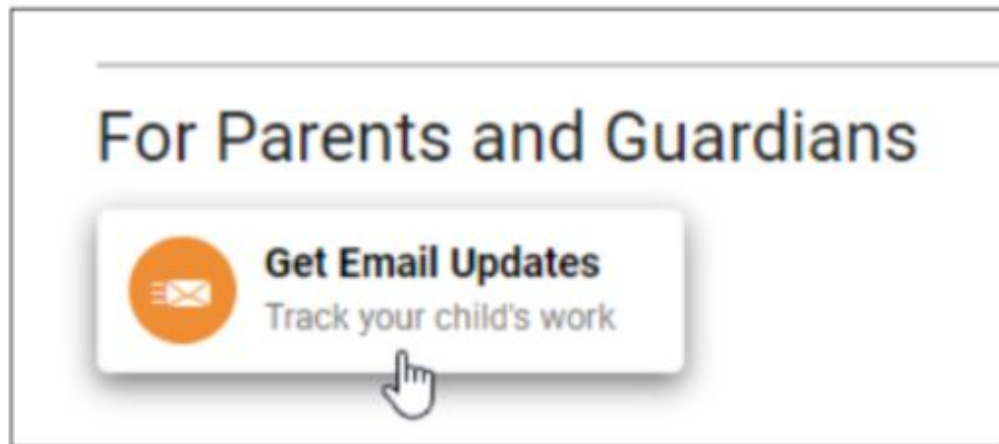 For Parents and Guardians
Get Email Updates
Track your child's work